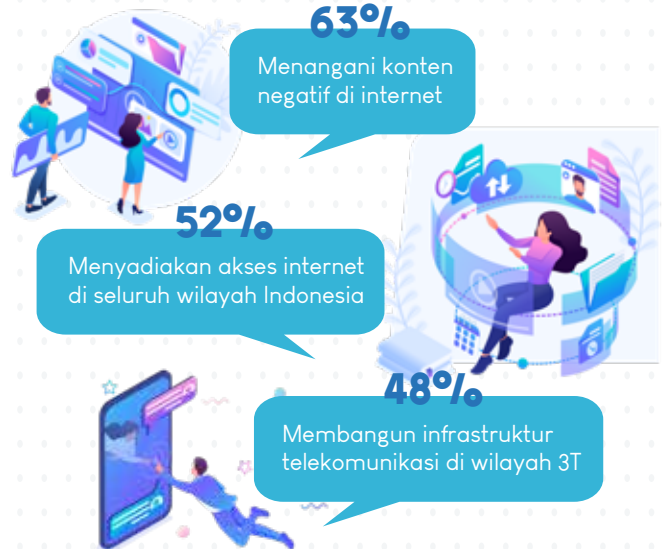 63%
Menangani konten
negatif di internet
52%
Menyadiakan akses internet
di seluruh wilayah Indonesia
48%
Membangun infrastruktur
telekomunikasi di wilayah 3T